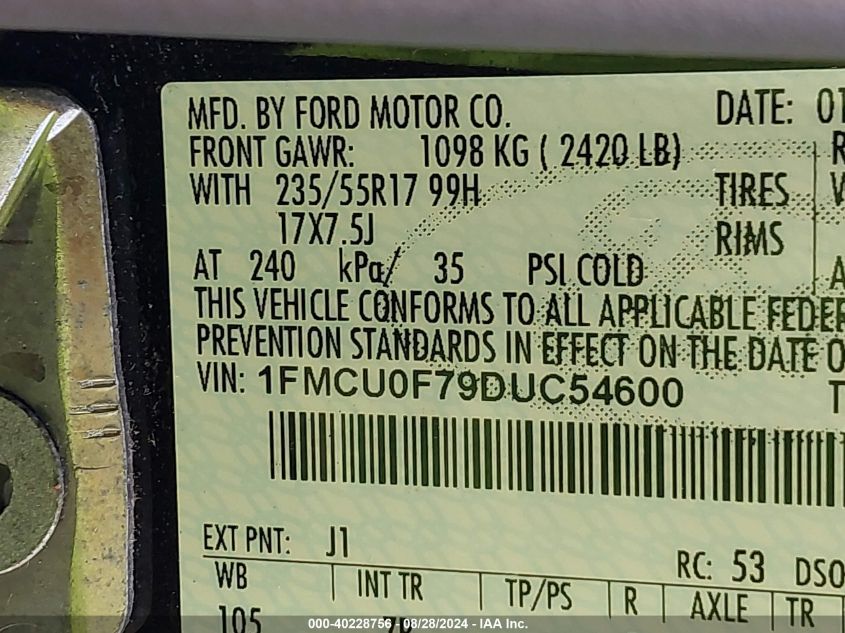 MFD. BY FORD MOTOR CO. DATE: 01
FRONT GAWR: 1098 KG ( 2420 LB)
WITH 235/55R17 99H TIRES
17X7.5J RIMS
AT 240 kPa/ 35 PSI COLD
THIS VEHICLE CONFORMS TO ALL APPLICABLE FEDER
PREVENTION STANDARDS IN EFFECT ON THE DATE O
VIN: 1FMCU0F79DUC54600 T
EXT PNT: J1 RC: 53 DSO
WB INT TR TP/PS R AXLE TR
105
000-40228756 - 08/28/2024 - IAA Inc.